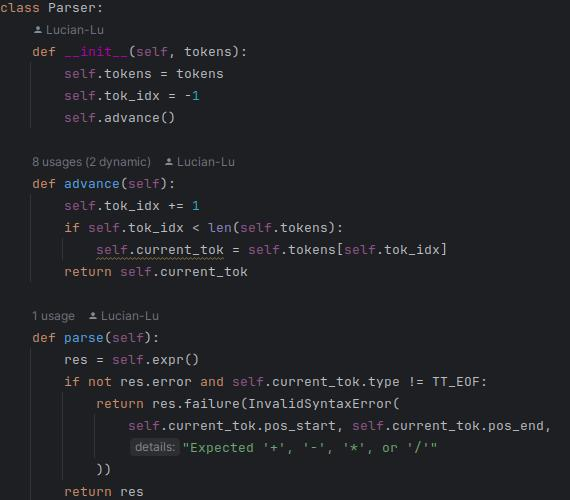 class Parser:
Lucian-Lu
def __init__(self, tokens):
self.tokens = tokens
self.tok_idx = -1
self.advance()
8 usages (2 dynamic) Lucian-Lu
def advance(self):
self.tok_idx += 1
if self.tok_idx < len(self.tokens):
self.current_tok = self.tokens[self.tok_idx]
return self.current_tok
1 usage Lucian-Lu
def parse(self):
res = self.expr()
if not res.error and self.current_tok.type != TT_EOF:
return res.failure(InvalidSyntaxError(
self.current_tok.pos_start, self.current_tok.pos_end,
details: "Expected '+', '-', '*', or '/'"
))
return res